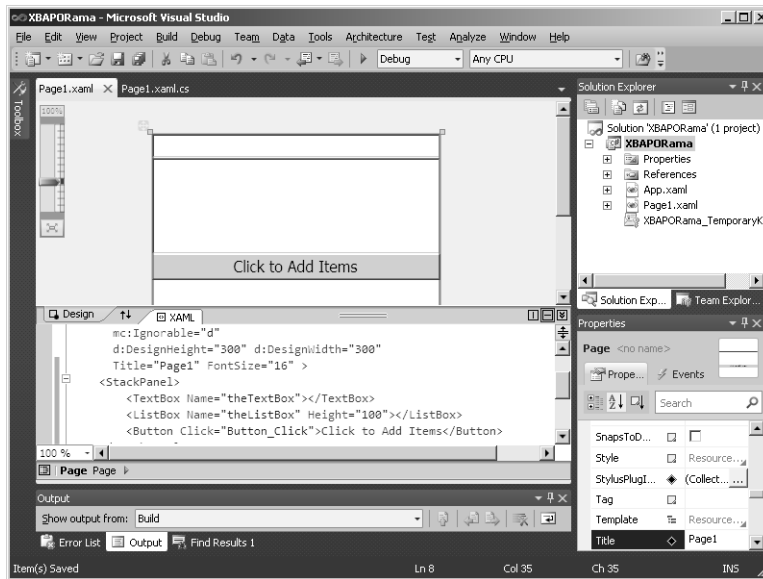 XBAPORama - Microsoft Visual Studio
File Edit View Project Build Debug Team Data Tools Architecture Test Analyze Window Help
Debug Any CPU
Toolbox
Page1.xaml Page1.xaml.cs
100%
Click to Add Items
Design XAML
mc:Ignorable="d"
d:DesignHeight="300" d:DesignWidth="300"
Title="Page1" FontSize="16" >
<StackPanel>
<TextBox Name="theTextBox"></TextBox>
<ListBox Name="theListBox" Height="100"></ListBox>
<Button Click="Button_Click">Click to Add Items</Button>
100 %
Page Page
Output
Show output from: Build
Error List Output Find Results 1
Solution Explorer
Solution 'XBAPORama' (1 project)
XBAPORama
Properties
References
App.xaml
Page1.xaml
XBAPORama_TemporaryK
Solution Exp... Team Explor...
Properties
Page <no name>
Prope... Events
Search
SnapsToD...
Style Resource...
StylusPlugI... (Collect... ...
Tag
Template Resource...
Title Page1
Item(s) Saved Ln 8 Col 35 Ch 35 INS